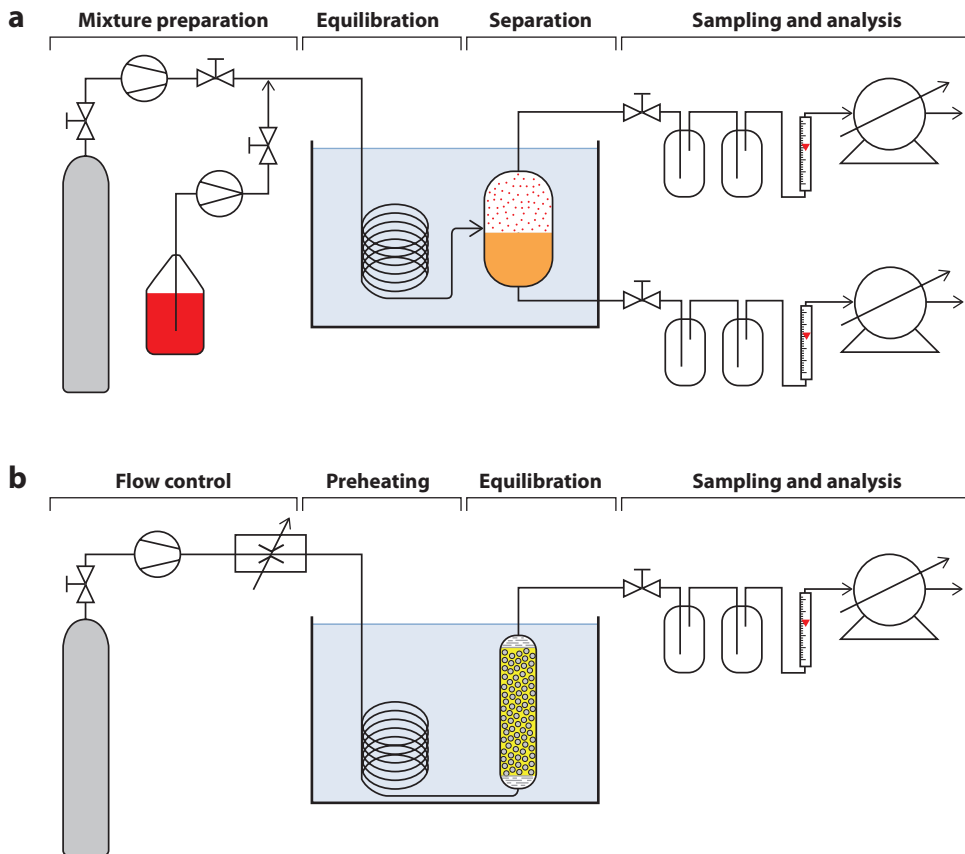 a
Mixture preparation Equilibration Separation Sampling and analysis
b
Flow control Preheating Equilibration Sampling and analysis